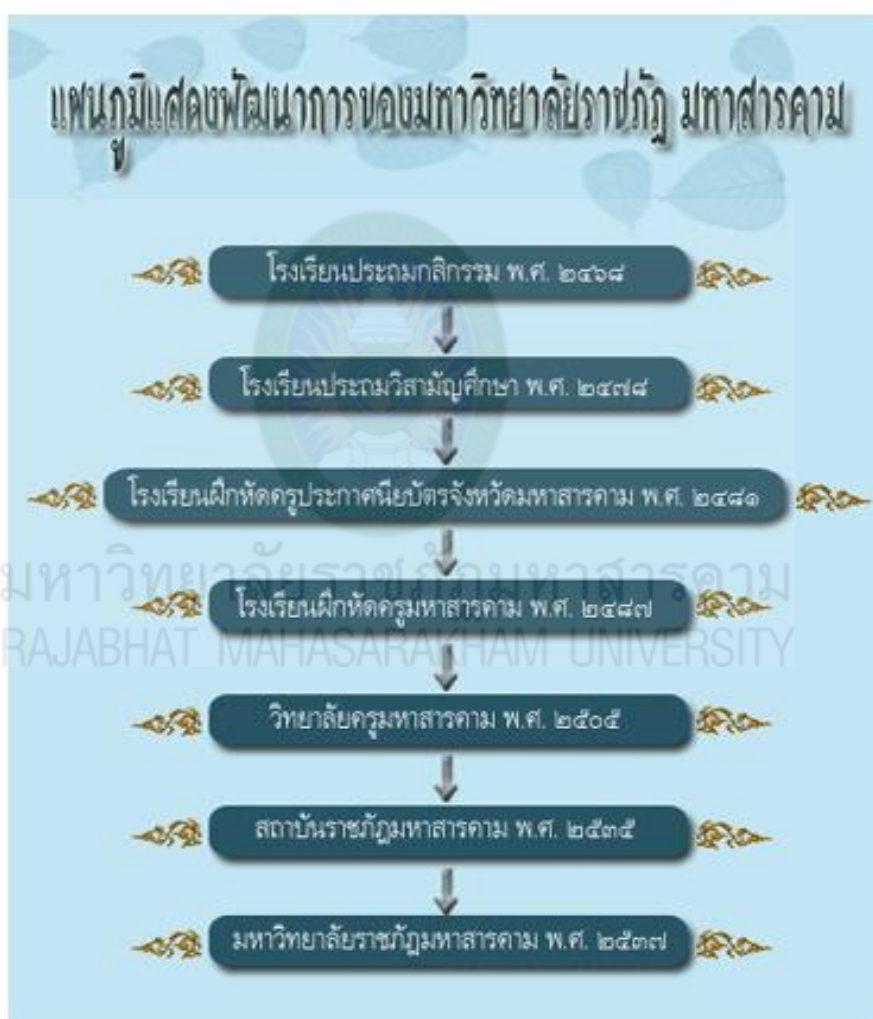 แผนภูมิแสดงพัฒนาการของมหาวิทยาลัยราชภัฏ มหาสารคาม
โรงเรียนประถมกสิกรรม พ.ศ. ๒๔๖๘
โรงเรียนประถมวิสามัญศึกษา พ.ศ. ๒๔๗๘
โรงเรียนฝึกหัดครูประกาศนียบัตรจังหวัดมหาสารคาม พ.ศ. ๒๔๘๑
มหาวิทยาลัยราชภัฏมหาสารคาม
โรงเรียนฝึกหัดครูมหาสารคาม พ.ศ. ๒๔๘๗
RAJABHAT MAHASARAKHAM UNIVERSITY
วิทยาลัยครูมหาสารคาม พ.ศ. ๒๕๐๕
สถาบันราชภัฏมหาสารคาม พ.ศ. ๒๕๓๕
มหาวิทยาลัยราชภัฏมหาสารคาม พ.ศ. ๒๕๓๗